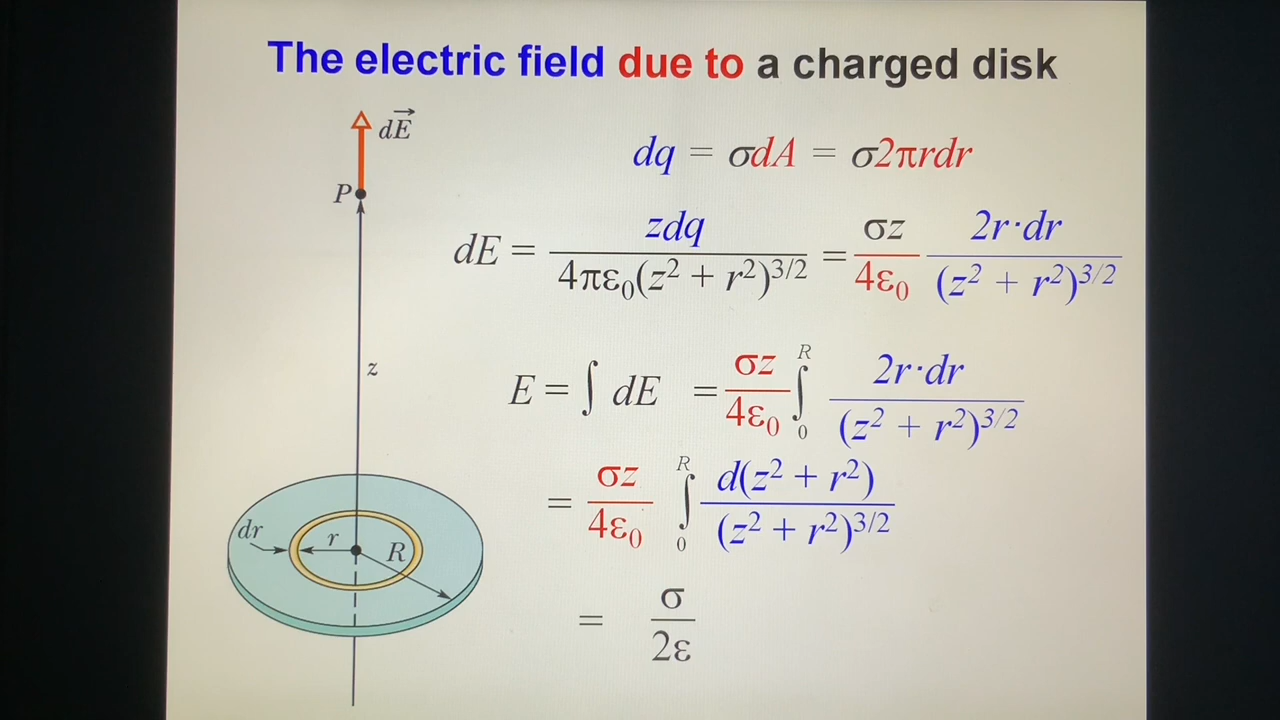 The electric field due to a charged disk
dE⃗
P
dq = σdA = σ2πrdr
dE = zdq / 4πε₀(z² + r²)^3/2 = σz / 4ε₀ 2r·dr / (z² + r²)^3/2
z
E = ∫ dE = σz / 4ε₀ ∫₀ᴿ 2r·dr / (z² + r²)^3/2
= σz / 4ε₀ ∫₀ᴿ d(z² + r²) / (z² + r²)^3/2
dr
r
R
= σ / 2ε